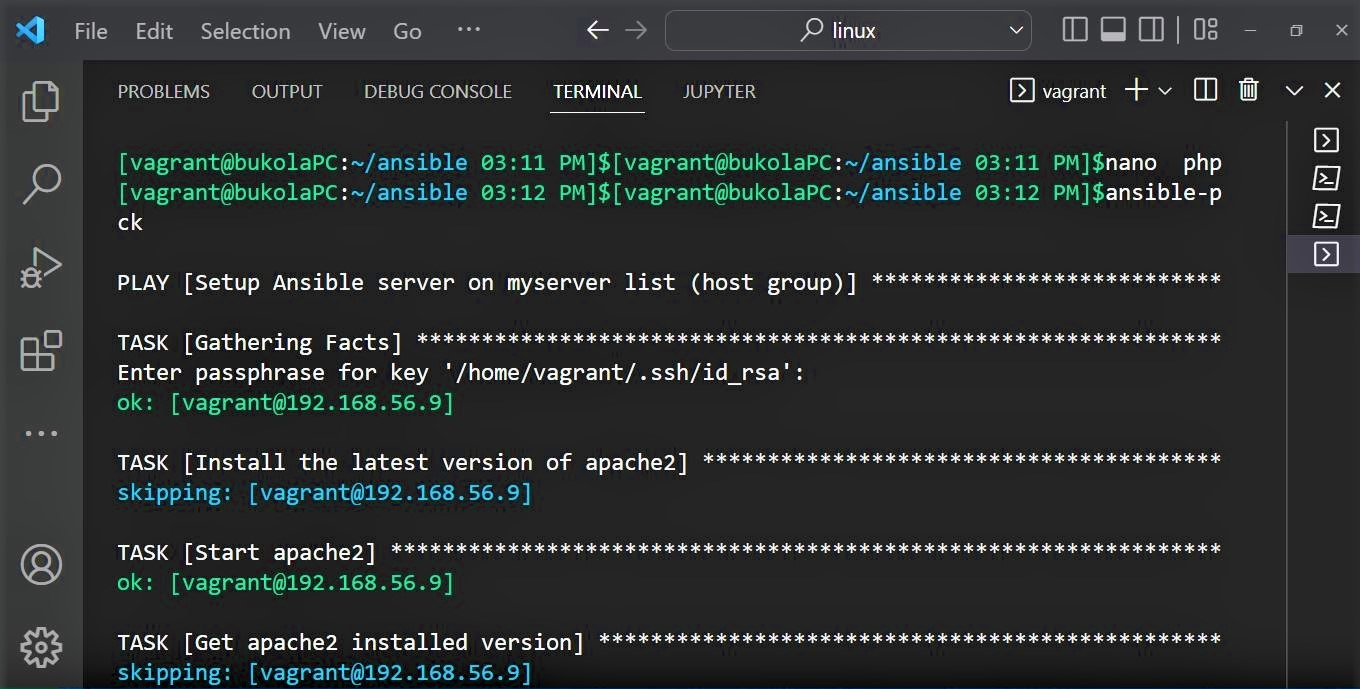 File Edit Selection View Go ··· linux
PROBLEMS OUTPUT DEBUG CONSOLE TERMINAL JUPYTER vagrant
[vagrant@bukolaPC:~/ansible 03:11 PM]$[vagrant@bukolaPC:~/ansible 03:11 PM]$nano  php
[vagrant@bukolaPC:~/ansible 03:12 PM]$[vagrant@bukolaPC:~/ansible 03:12 PM]$ansible-p
ck
PLAY [Setup Ansible server on myserver list (host group)] ***************************
TASK [Gathering Facts] **************************************************************
Enter passphrase for key '/home/vagrant/.ssh/id_rsa':
ok: [vagrant@192.168.56.9]
TASK [Install the latest version of apache2] ****************************************
skipping: [vagrant@192.168.56.9]
TASK [Start apache2] ****************************************************************
ok: [vagrant@192.168.56.9]
TASK [Get apache2 installed version] ************************************************
skipping: [vagrant@192.168.56.9]